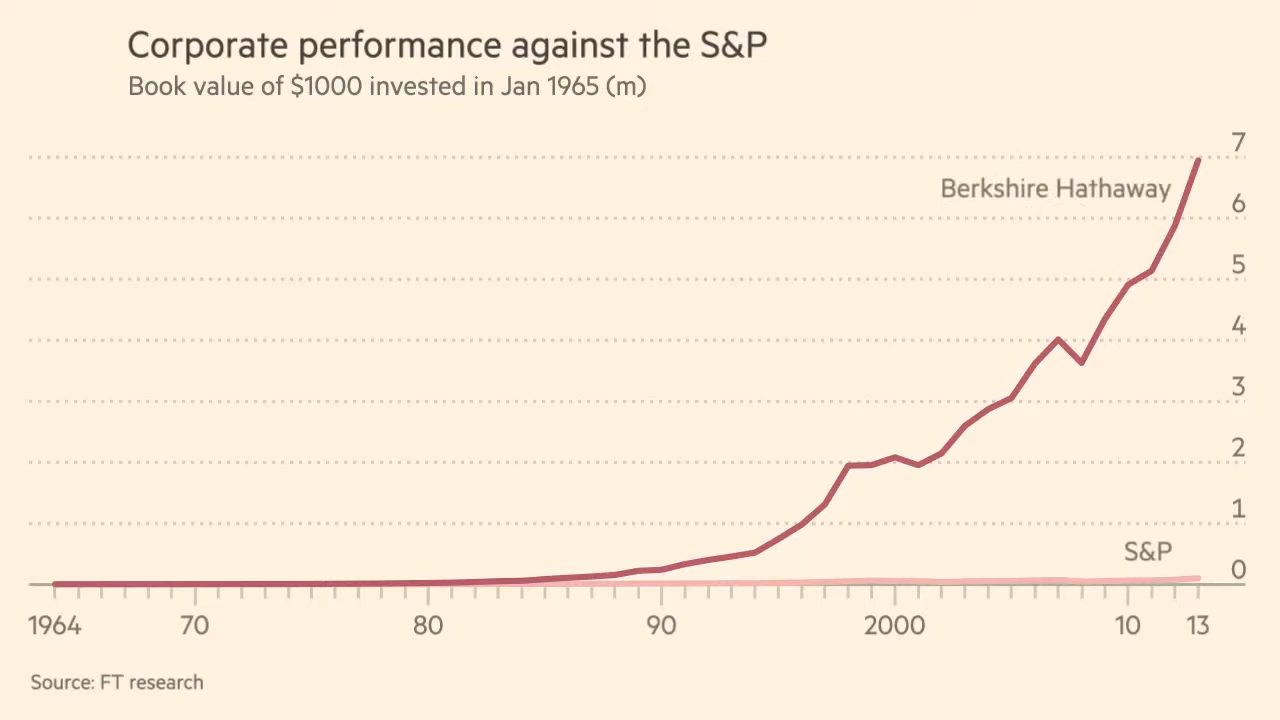 Corporate performance against the S&P
Book value of $1000 invested in Jan 1965 (m)
7
Berkshire Hathaway
6
5
4
3
2
1
S&P
0
1964 70 80 90 2000 10 13
Source: FT research